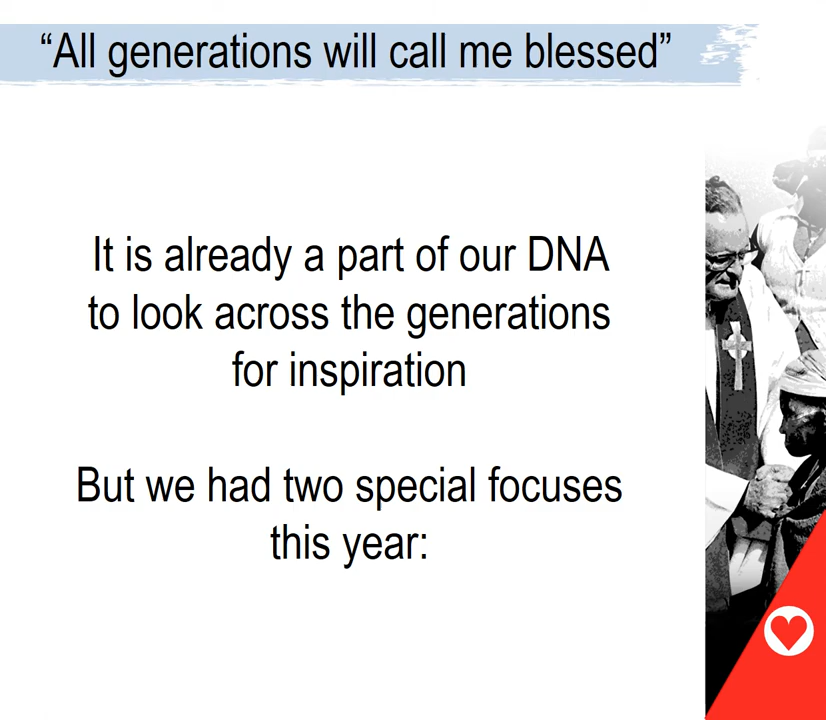 “All generations will call me blessed”
It is already a part of our DNA
to look across the generations
for inspiration
But we had two special focuses
this year: